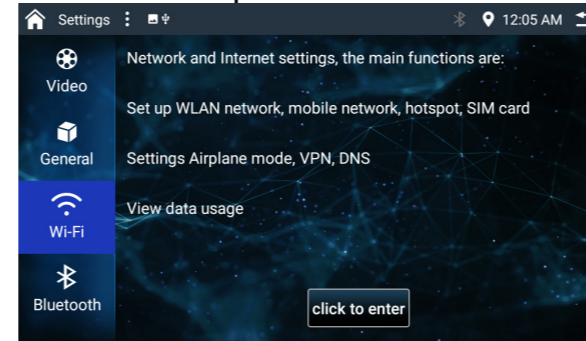 Settings
12:05 AM
Video
General
Wi-Fi
Bluetooth
Network and Internet settings, the main functions are:
Set up WLAN network, mobile network, hotspot, SIM card
Settings Airplane mode, VPN, DNS
View data usage
click to enter